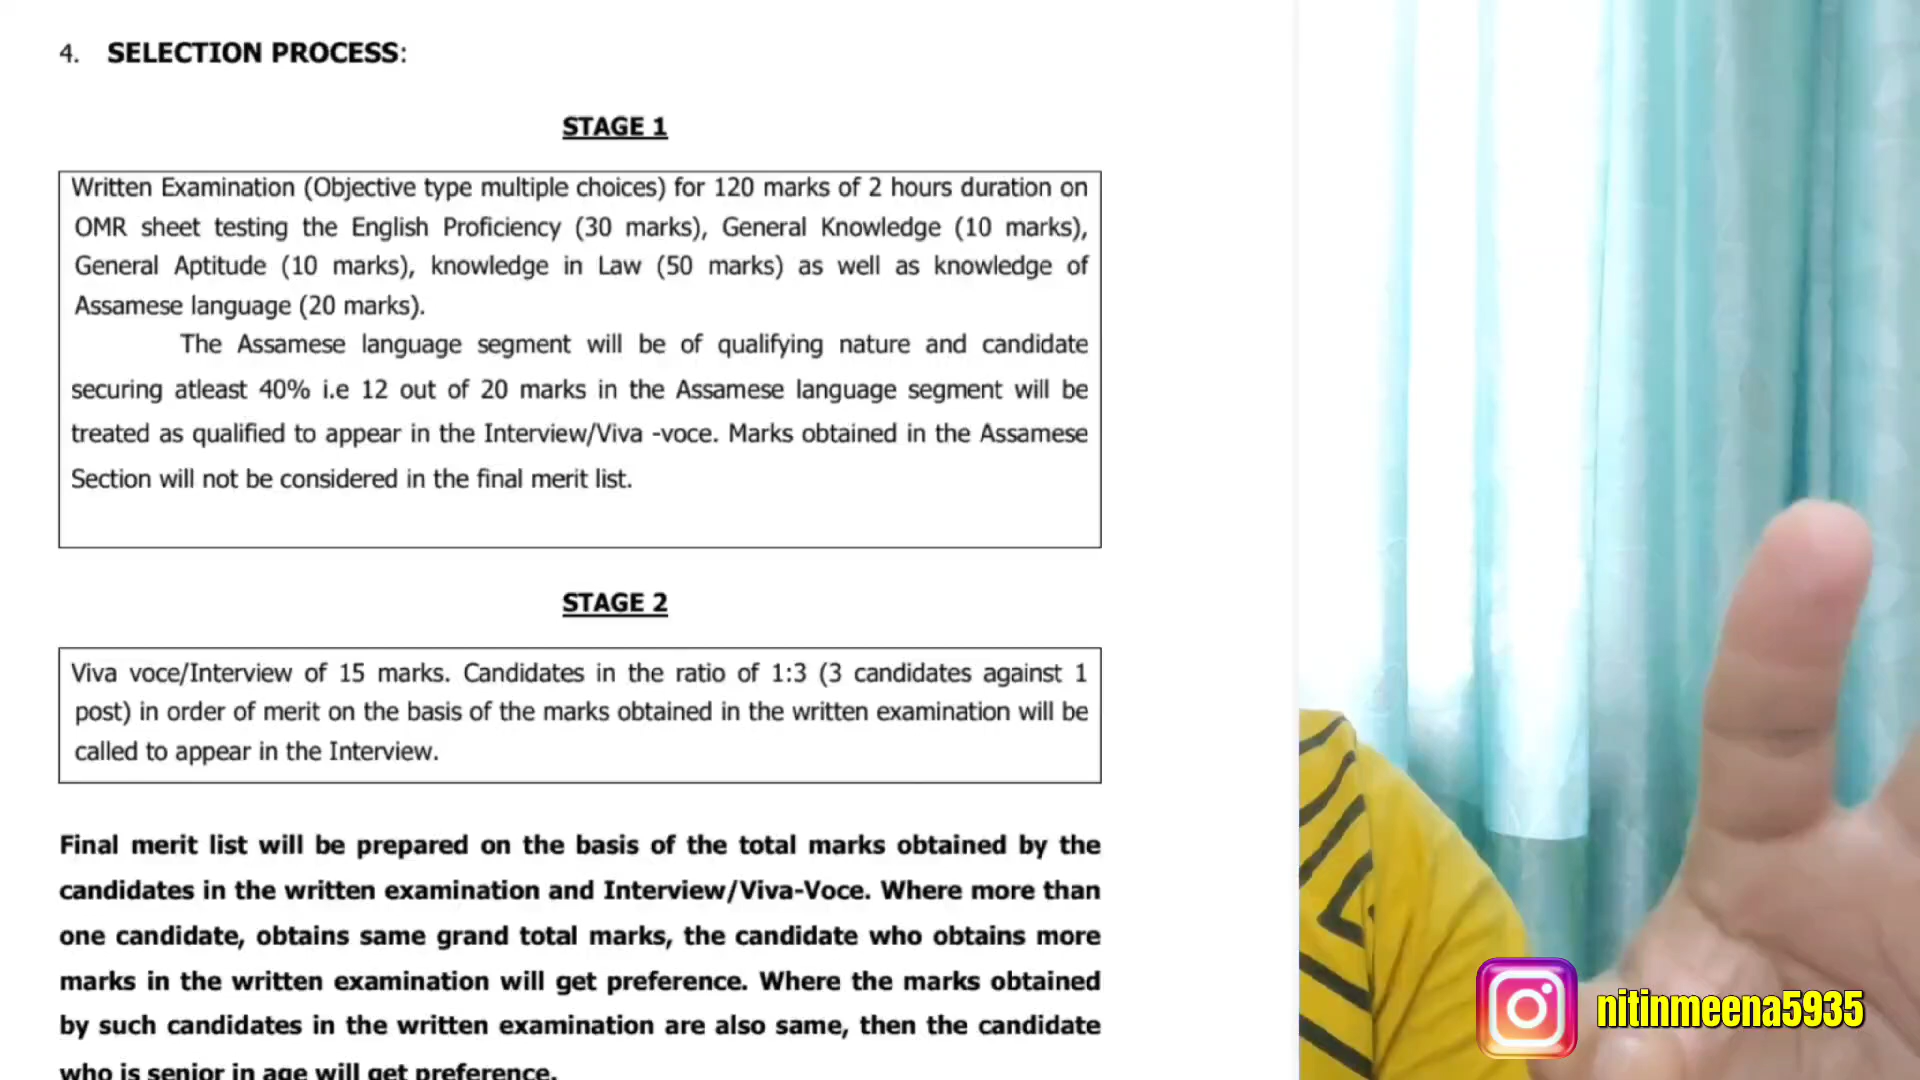 4. SELECTION PROCESS:
STAGE 1
Written Examination (Objective type multiple choices) for 120 marks of 2 hours duration on
OMR sheet testing the English Proficiency (30 marks), General Knowledge (10 marks),
General Aptitude (10 marks), knowledge in Law (50 marks) as well as knowledge of
Assamese language (20 marks).
The Assamese language segment will be of qualifying nature and candidate
securing atleast 40% i.e 12 out of 20 marks in the Assamese language segment will be
treated as qualified to appear in the Interview/Viva -voce. Marks obtained in the Assamese
Section will not be considered in the final merit list.
STAGE 2
Viva voce/Interview of 15 marks. Candidates in the ratio of 1:3 (3 candidates against 1
post) in order of merit on the basis of the marks obtained in the written examination will be
called to appear in the Interview.
Final merit list will be prepared on the basis of the total marks obtained by the
candidates in the written examination and Interview/Viva-Voce. Where more than
one candidate, obtains same grand total marks, the candidate who obtains more
marks in the written examination will get preference. Where the marks obtained
by such candidates in the written examination are also same, then the candidate
who is senior in age will get preference.
nitinmeena5935